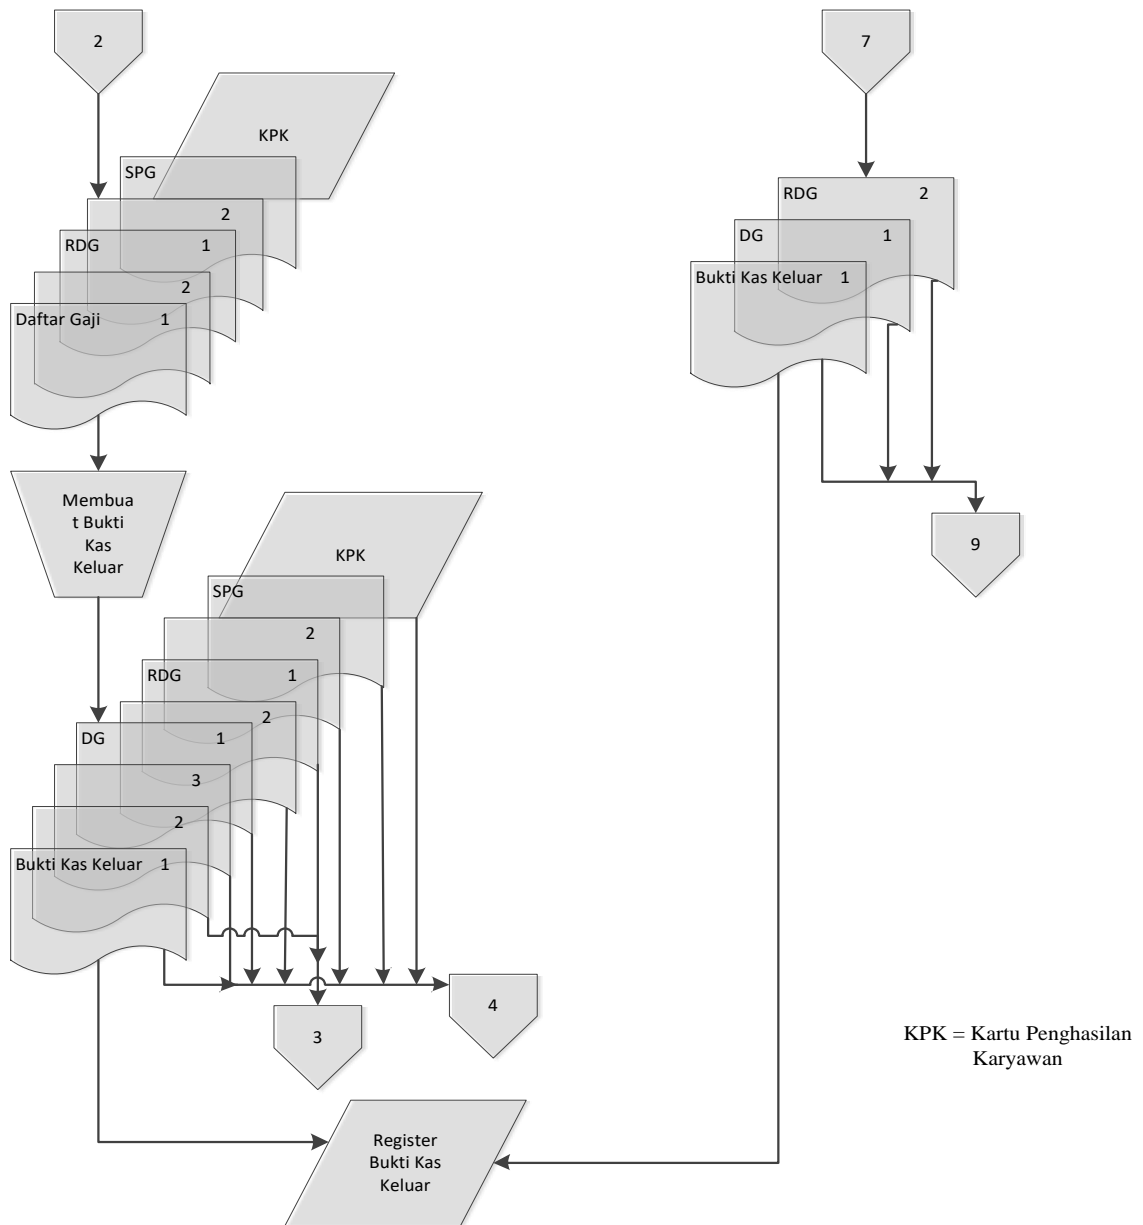 2
KPK
SPG
2
RDG 1
2
Daftar Gaji 1
Membua
t Bukti
Kas
Keluar
KPK
SPG
2
RDG 1
2
DG 1
3
2
Bukti Kas Keluar 1
4
3
Register
Bukti Kas
Keluar
7
RDG 2
DG 1
Bukti Kas Keluar 1
9
KPK = Kartu Penghasilan
Karyawan